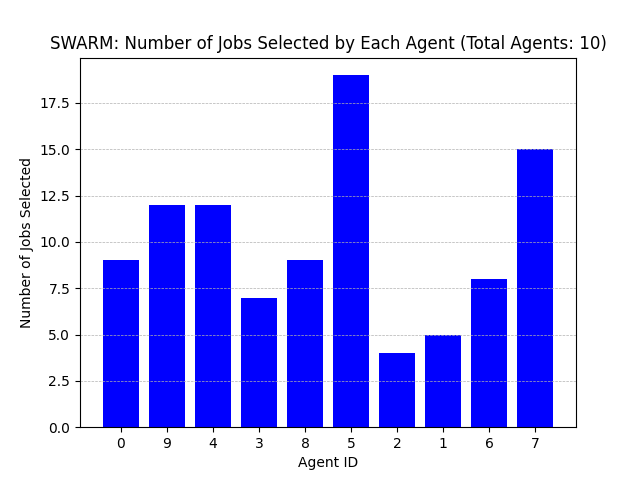 SWARM: Number of Jobs Selected by Each Agent (Total Agents: 10)
Number of Jobs Selected
17.5
15.0
12.5
10.0
7.5
5.0
2.5
0.0
0 9 4 3 8 5 2 1 6 7
Agent ID